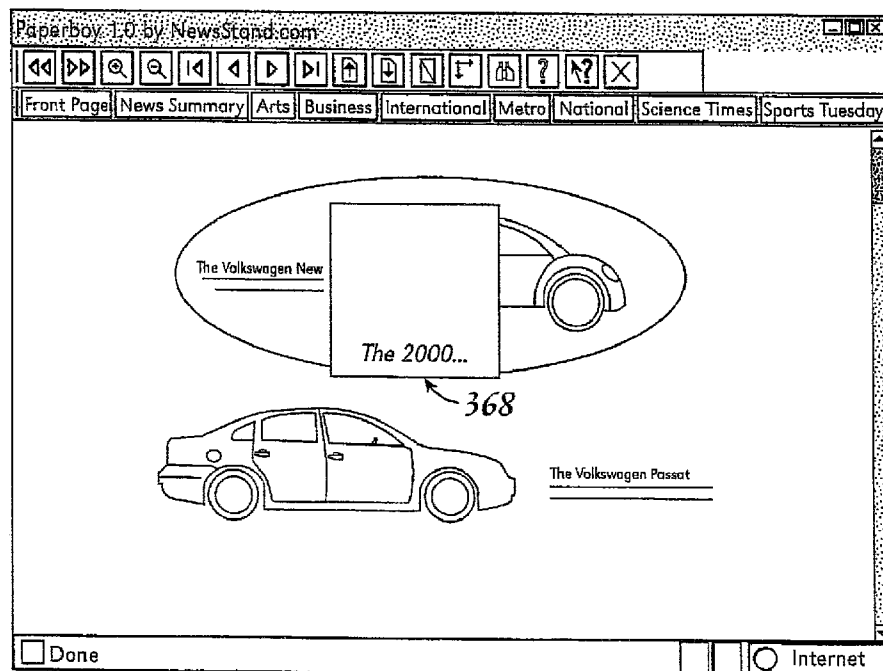 Paperboy 1.0 by NewsStand.com
?
?
Front Page News Summary Arts Business International Metro National Science Times Sports Tuesday
The Volkswagen New
The 2000...
368
The Volkswagen Passat
Done
Internet